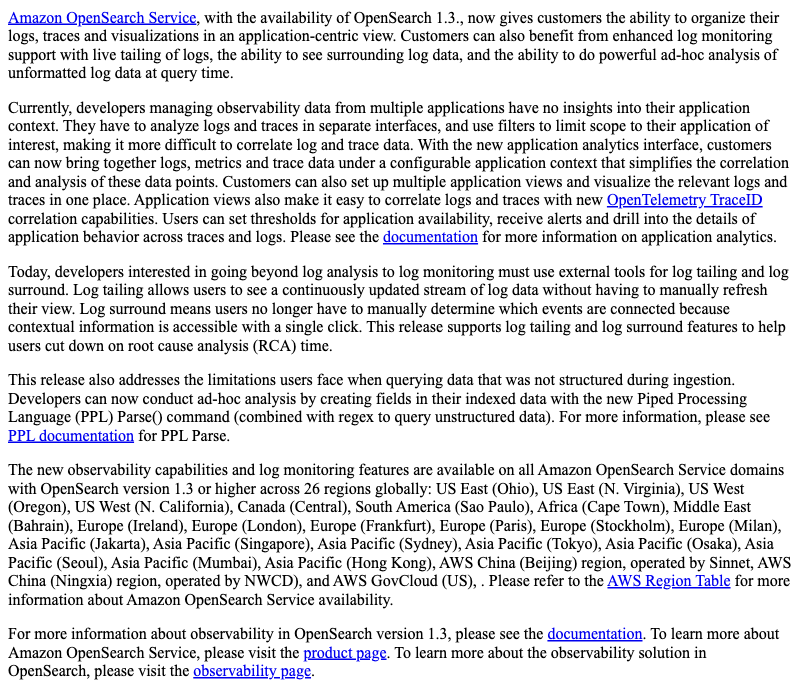 Amazon OpenSearch Service, with the availability of OpenSearch 1.3., now gives customers the ability to organize their
logs, traces and visualizations in an application-centric view. Customers can also benefit from enhanced log monitoring
support with live tailing of logs, the ability to see surrounding log data, and the ability to do powerful ad-hoc analysis of
unformatted log data at query time.
Currently, developers managing observability data from multiple applications have no insights into their application
context. They have to analyze logs and traces in separate interfaces, and use filters to limit scope to their application of
interest, making it more difficult to correlate log and trace data. With the new application analytics interface, customers
can now bring together logs, metrics and trace data under a configurable application context that simplifies the correlation
and analysis of these data points. Customers can also set up multiple application views and visualize the relevant logs and
traces in one place. Application views also make it easy to correlate logs and traces with new OpenTelemetry TraceID
correlation capabilities. Users can set thresholds for application availability, receive alerts and drill into the details of
application behavior across traces and logs. Please see the documentation for more information on application analytics.
Today, developers interested in going beyond log analysis to log monitoring must use external tools for log tailing and log
surround. Log tailing allows users to see a continuously updated stream of log data without having to manually refresh
their view. Log surround means users no longer have to manually determine which events are connected because
contextual information is accessible with a single click. This release supports log tailing and log surround features to help
users cut down on root cause analysis (RCA) time.
This release also addresses the limitations users face when querying data that was not structured during ingestion.
Developers can now conduct ad-hoc analysis by creating fields in their indexed data with the new Piped Processing
Language (PPL) Parse() command (combined with regex to query unstructured data). For more information, please see
PPL documentation for PPL Parse.
The new observability capabilities and log monitoring features are available on all Amazon OpenSearch Service domains
with OpenSearch version 1.3 or higher across 26 regions globally: US East (Ohio), US East (N. Virginia), US West
(Oregon), US West (N. California), Canada (Central), South America (Sao Paulo), Africa (Cape Town), Middle East
(Bahrain), Europe (Ireland), Europe (London), Europe (Frankfurt), Europe (Paris), Europe (Stockholm), Europe (Milan),
Asia Pacific (Jakarta), Asia Pacific (Singapore), Asia Pacific (Sydney), Asia Pacific (Tokyo), Asia Pacific (Osaka), Asia
Pacific (Seoul), Asia Pacific (Mumbai), Asia Pacific (Hong Kong), AWS China (Beijing) region, operated by Sinnet, AWS
China (Ningxia) region, operated by NWCD), and AWS GovCloud (US), . Please refer to the AWS Region Table for more
information about Amazon OpenSearch Service availability.
For more information about observability in OpenSearch version 1.3, please see the documentation. To learn more about
Amazon OpenSearch Service, please visit the product page. To learn more about the observability solution in
OpenSearch, please visit the observability page.